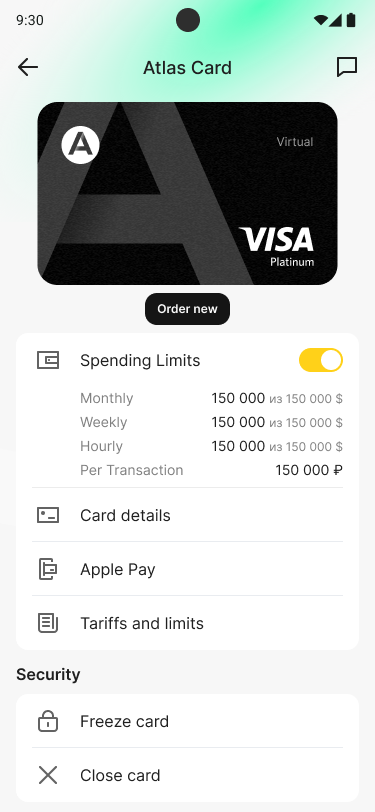 9:30
Atlas Card
A
Virtual
VISA
Platinum
Order new
Spending Limits
Monthly 150 000 из 150 000 $
Weekly 150 000 из 150 000 $
Hourly 150 000 из 150 000 $
Per Transaction 150 000 ₽
Card details
Apple Pay
Tariffs and limits
Security
Freeze card
Close card